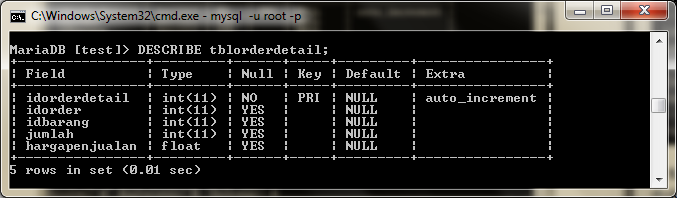 C:\Windows\System32\cmd.exe - mysql -u root -p
MariaDB [test]> DESCRIBE tblorderdetail;
+----------------+---------+------+-----+---------+----------------+
| Field          | Type    | Null | Key | Default | Extra          |
+----------------+---------+------+-----+---------+----------------+
| idorderdetail  | int(11) | NO   | PRI | NULL    | auto_increment |
| idorder        | int(11) | YES  |     | NULL    |                |
| idbarang       | int(11) | YES  |     | NULL    |                |
| jumlah         | int(11) | YES  |     | NULL    |                |
| hargapenjualan | float   | YES  |     | NULL    |                |
+----------------+---------+------+-----+---------+----------------+
5 rows in set (0.01 sec)